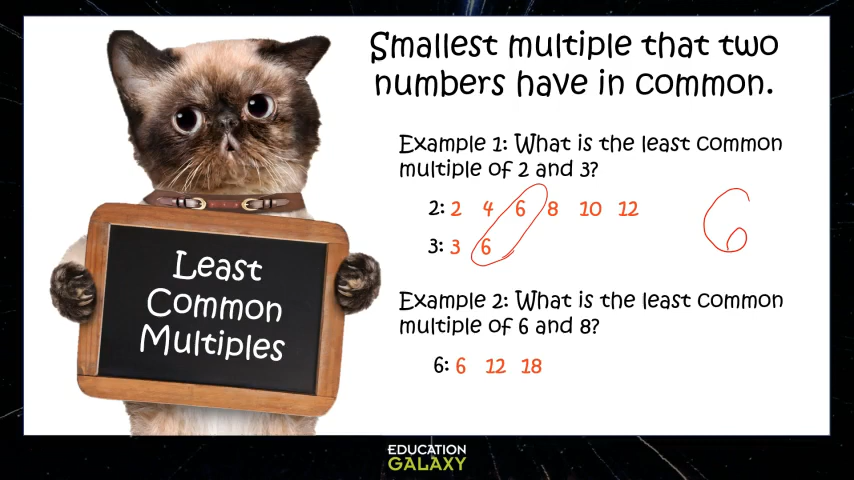 Smallest multiple that two
numbers have in common.
Example 1: What is the least common
multiple of 2 and 3?
2: 2 4 6 8 10 12
3: 3 6
6
Example 2: What is the least common
multiple of 6 and 8?
6: 6 12 18
Least
Common
Multiples
EDUCATION
GALAXY